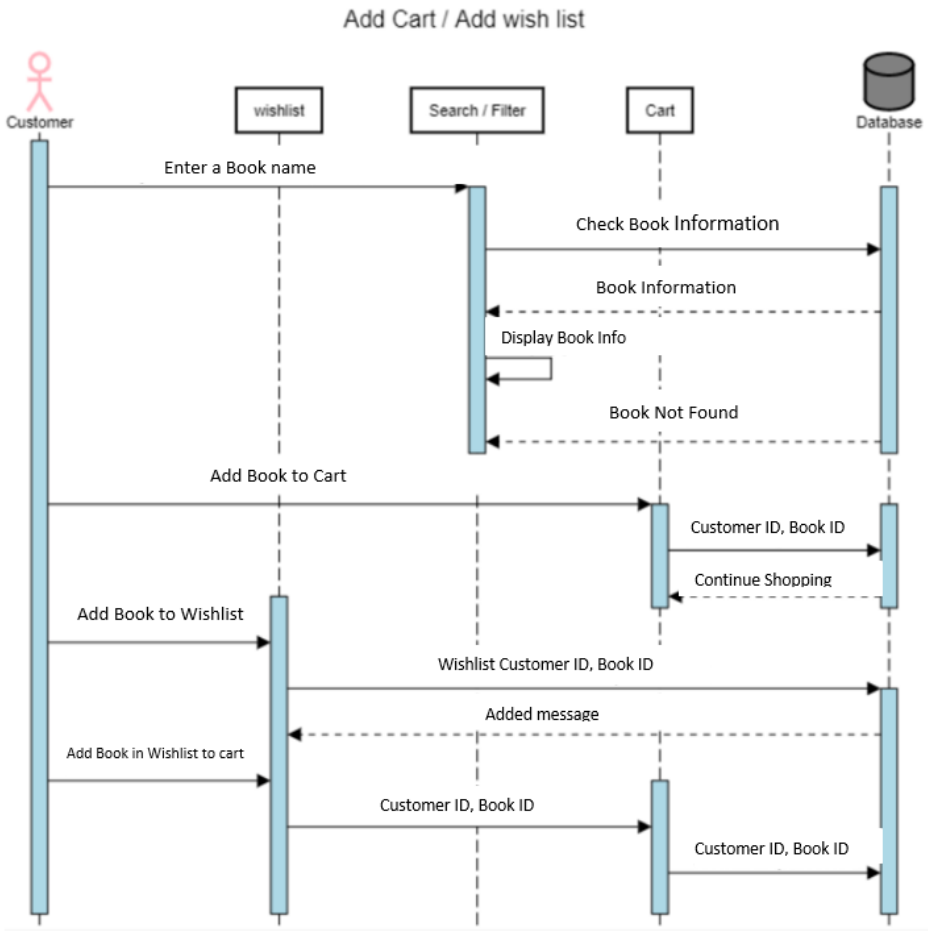 Add Cart / Add wish list
Customer
wishlist
Search / Filter
Cart
Database
Enter a Book name
Check Book Information
Book Information
Display Book Info
Book Not Found
Add Book to Cart
Customer ID, Book ID
Continue Shopping
Add Book to Wishlist
Wishlist Customer ID, Book ID
Added message
Add Book in Wishlist to cart
Customer ID, Book ID
Customer ID, Book ID